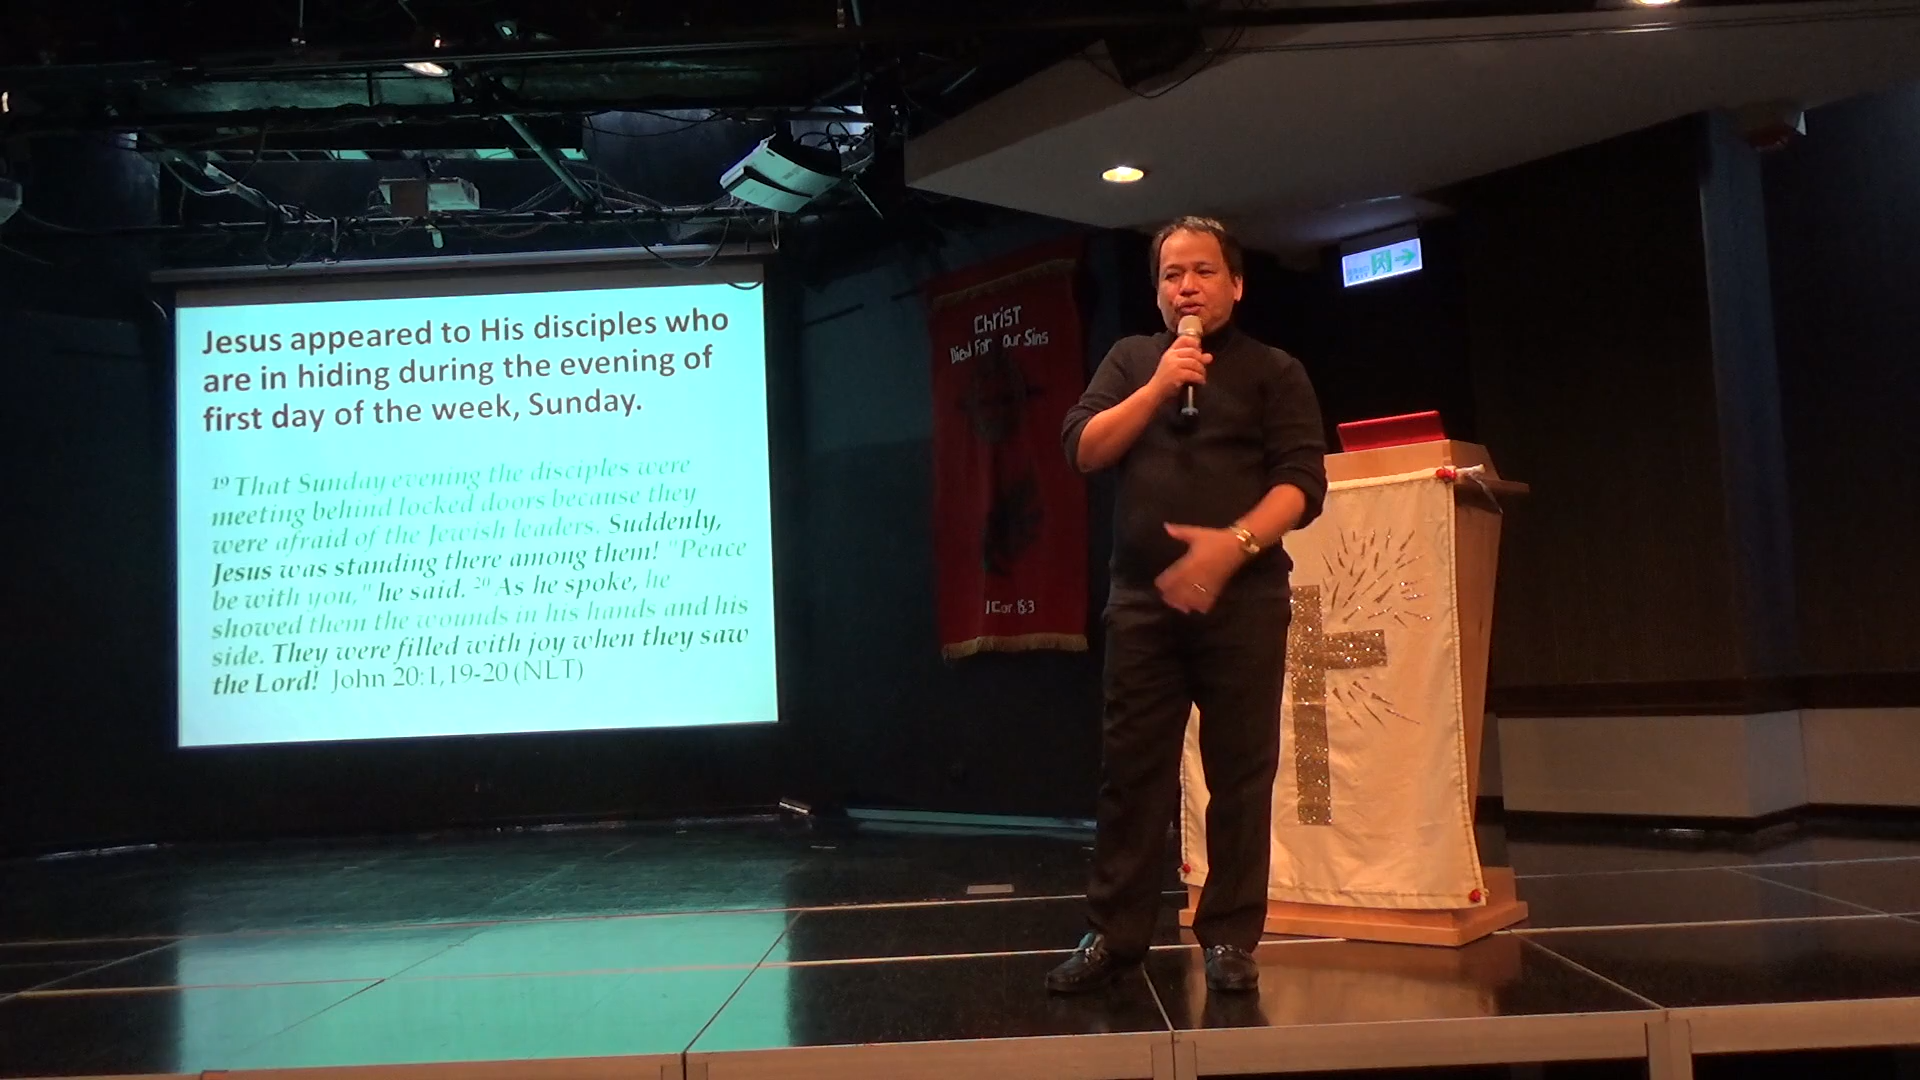 Jesus appeared to His disciples who
are in hiding during the evening of
first day of the week, Sunday.
19 That Sunday evening the disciples were
meeting behind locked doors because they
were afraid of the Jewish leaders. Suddenly,
Jesus was standing there among them! "Peace
be with you," he said. 20 As he spoke, he
showed them the wounds in his hands and his
side. They were filled with joy when they saw
the Lord! John 20:1,19-20 (NLT)
Christ
Died For Our Sins
1 Cor. 15:3
EXIT